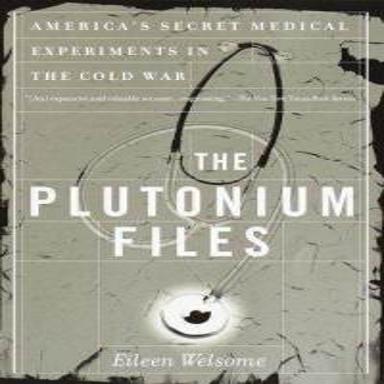 AMERICA'S SECRET MEDICAL
EXPERIMENTS IN
THE COLD WAR
THE
PLUTONIUM
FILES
Eileen Welsome